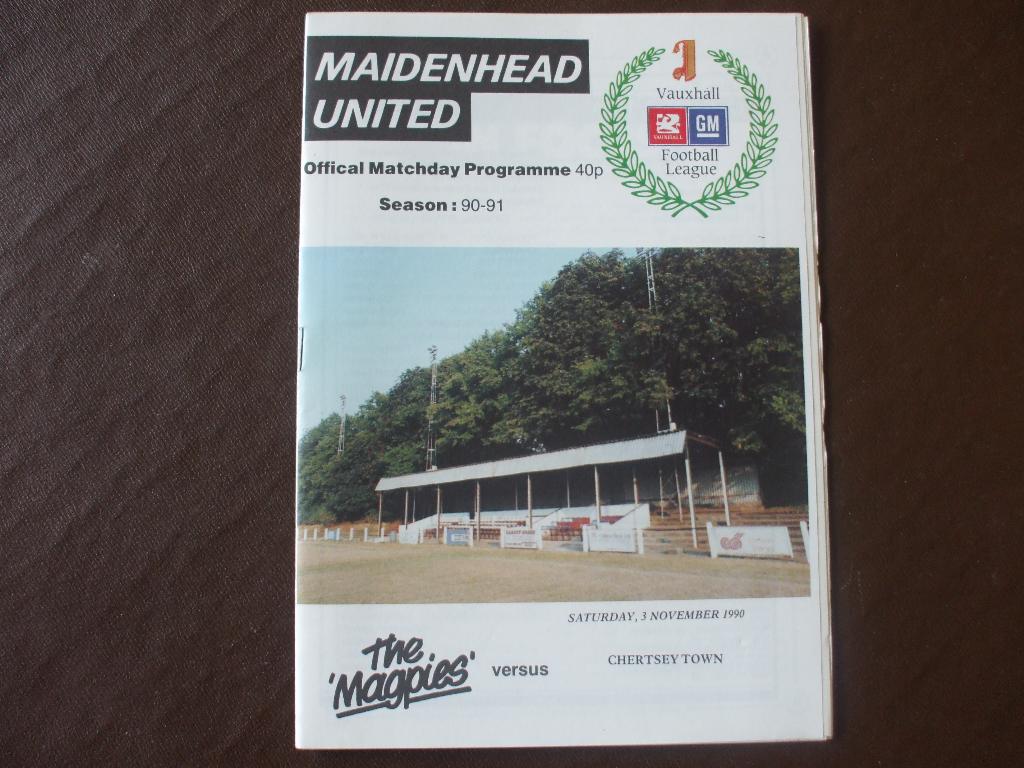 MAIDENHEAD
UNITED
Offical Matchday Programme 40p
Season : 90-91
1
Vauxhall
VAUXHALL
GM
Football
League
SATURDAY, 3 NOVEMBER 1990
the
'Magpies'
versus
CHERTSEY TOWN